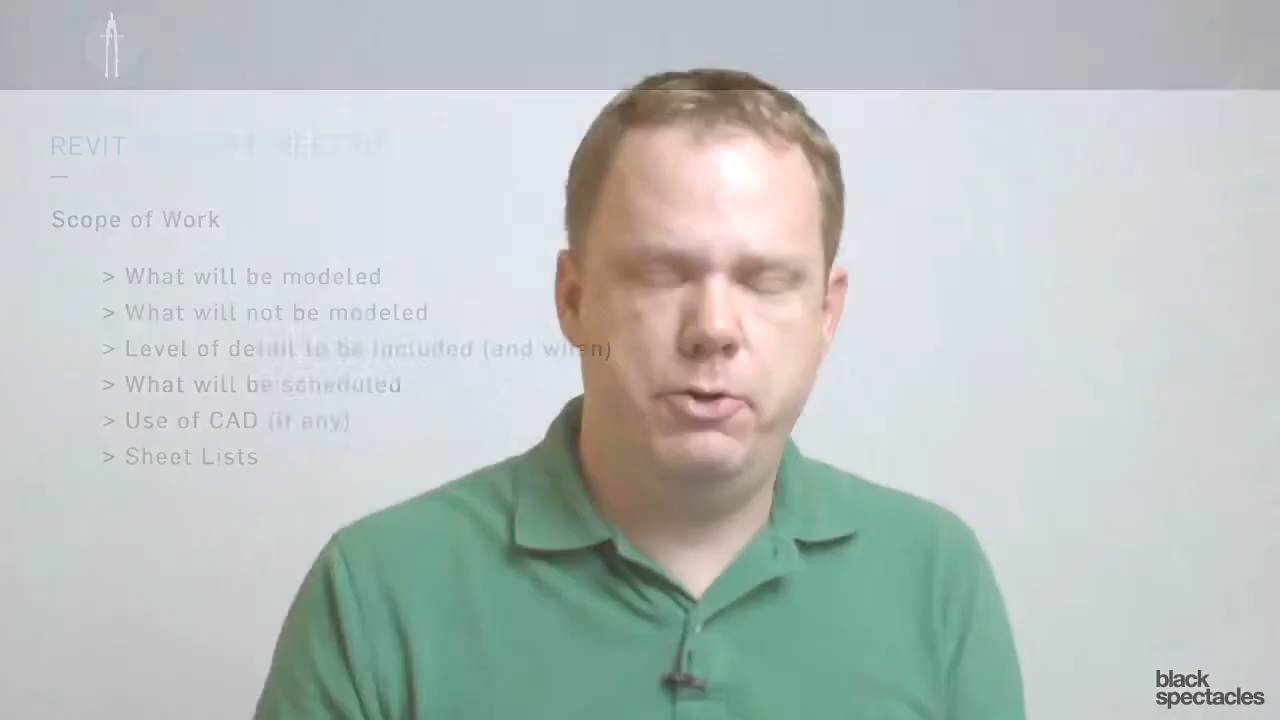 REVIT
Scope of Work
> What will be modeled
> What will not be modeled
> Level of detail to be included (and when)
> What will be scheduled
> Use of CAD (if any)
> Sheet Lists
black
spectacles